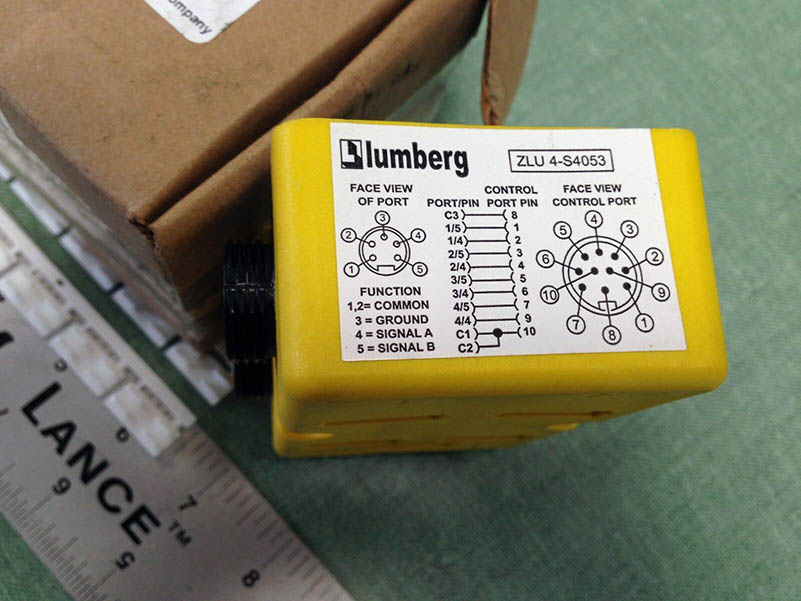 ompany
lumberg
ZLU 4-S4053
FACE VIEW
OF PORT
3
2
4
1
5
FUNCTION
1,2= COMMON
3 = GROUND
4 = SIGNAL A
5 = SIGNAL B
PORT/PIN
CONTROL
PORT PIN
C3 8
1/5 1
1/4 2
2/5 3
2/4 4
3/5 5
3/4 6
4/5 7
4/4 9
C1 10
C2
FACE VIEW
CONTROL PORT
4
5
3
6
2
10
9
7
1
8
LANCE™
6
7
9
5
8